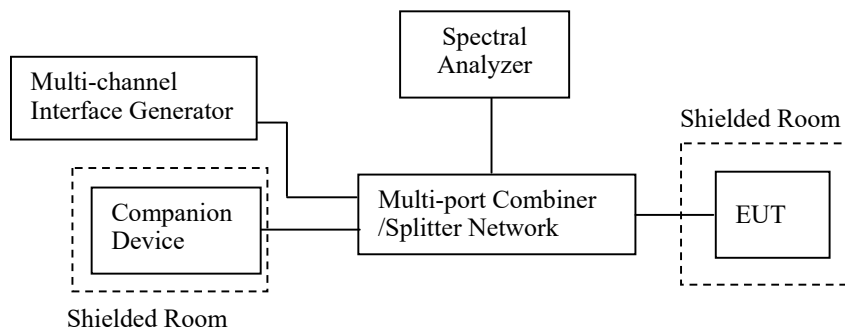 Spectral
Analyzer
Multi-channel
Interface Generator
Shielded Room
Multi-port Combiner
/Splitter Network
EUT
Companion
Device
Shielded Room